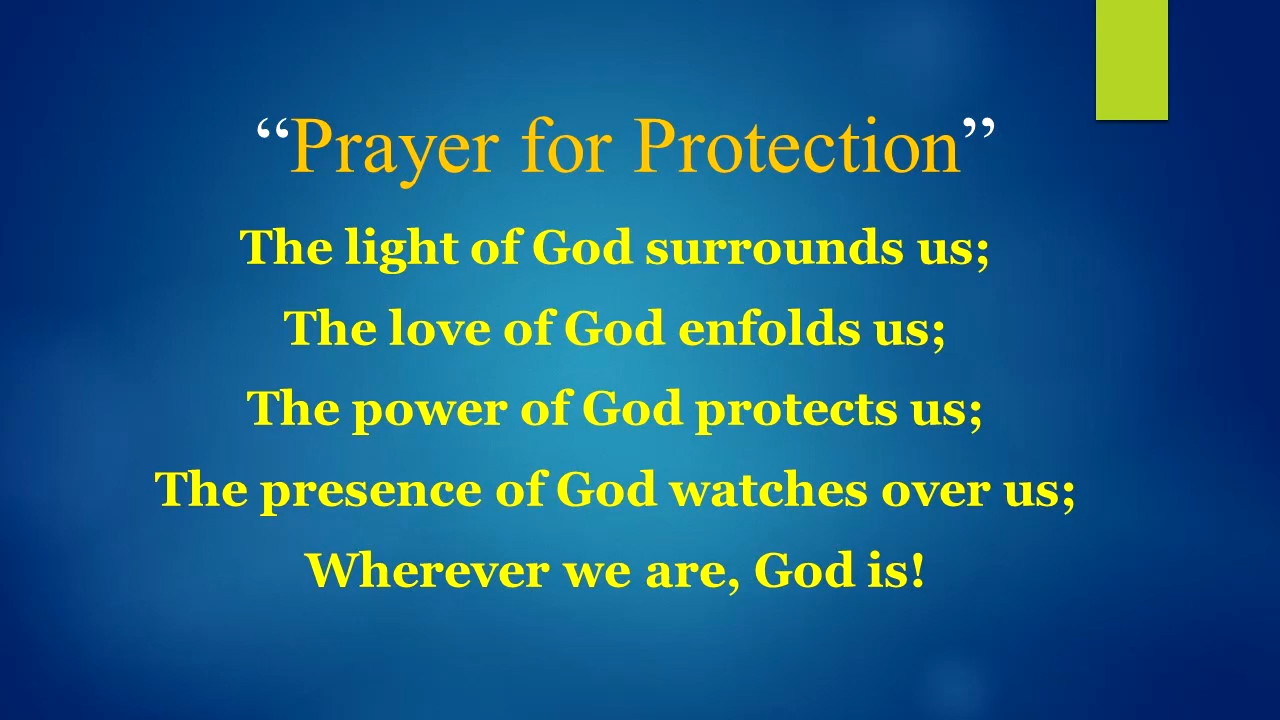 “Prayer for Protection”
The light of God surrounds us;
The love of God enfolds us;
The power of God protects us;
The presence of God watches over us;
Wherever we are, God is!